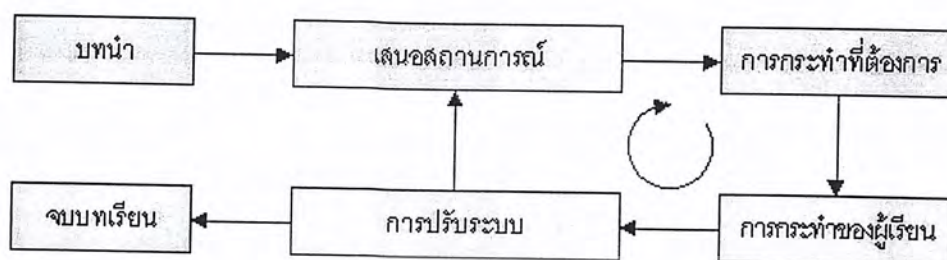 บทนำ
เสนอสถานการณ์
การกระทำที่ต้องการ
จบบทเรียน
การปรับระบบ
การกระทำของผู้เรียน